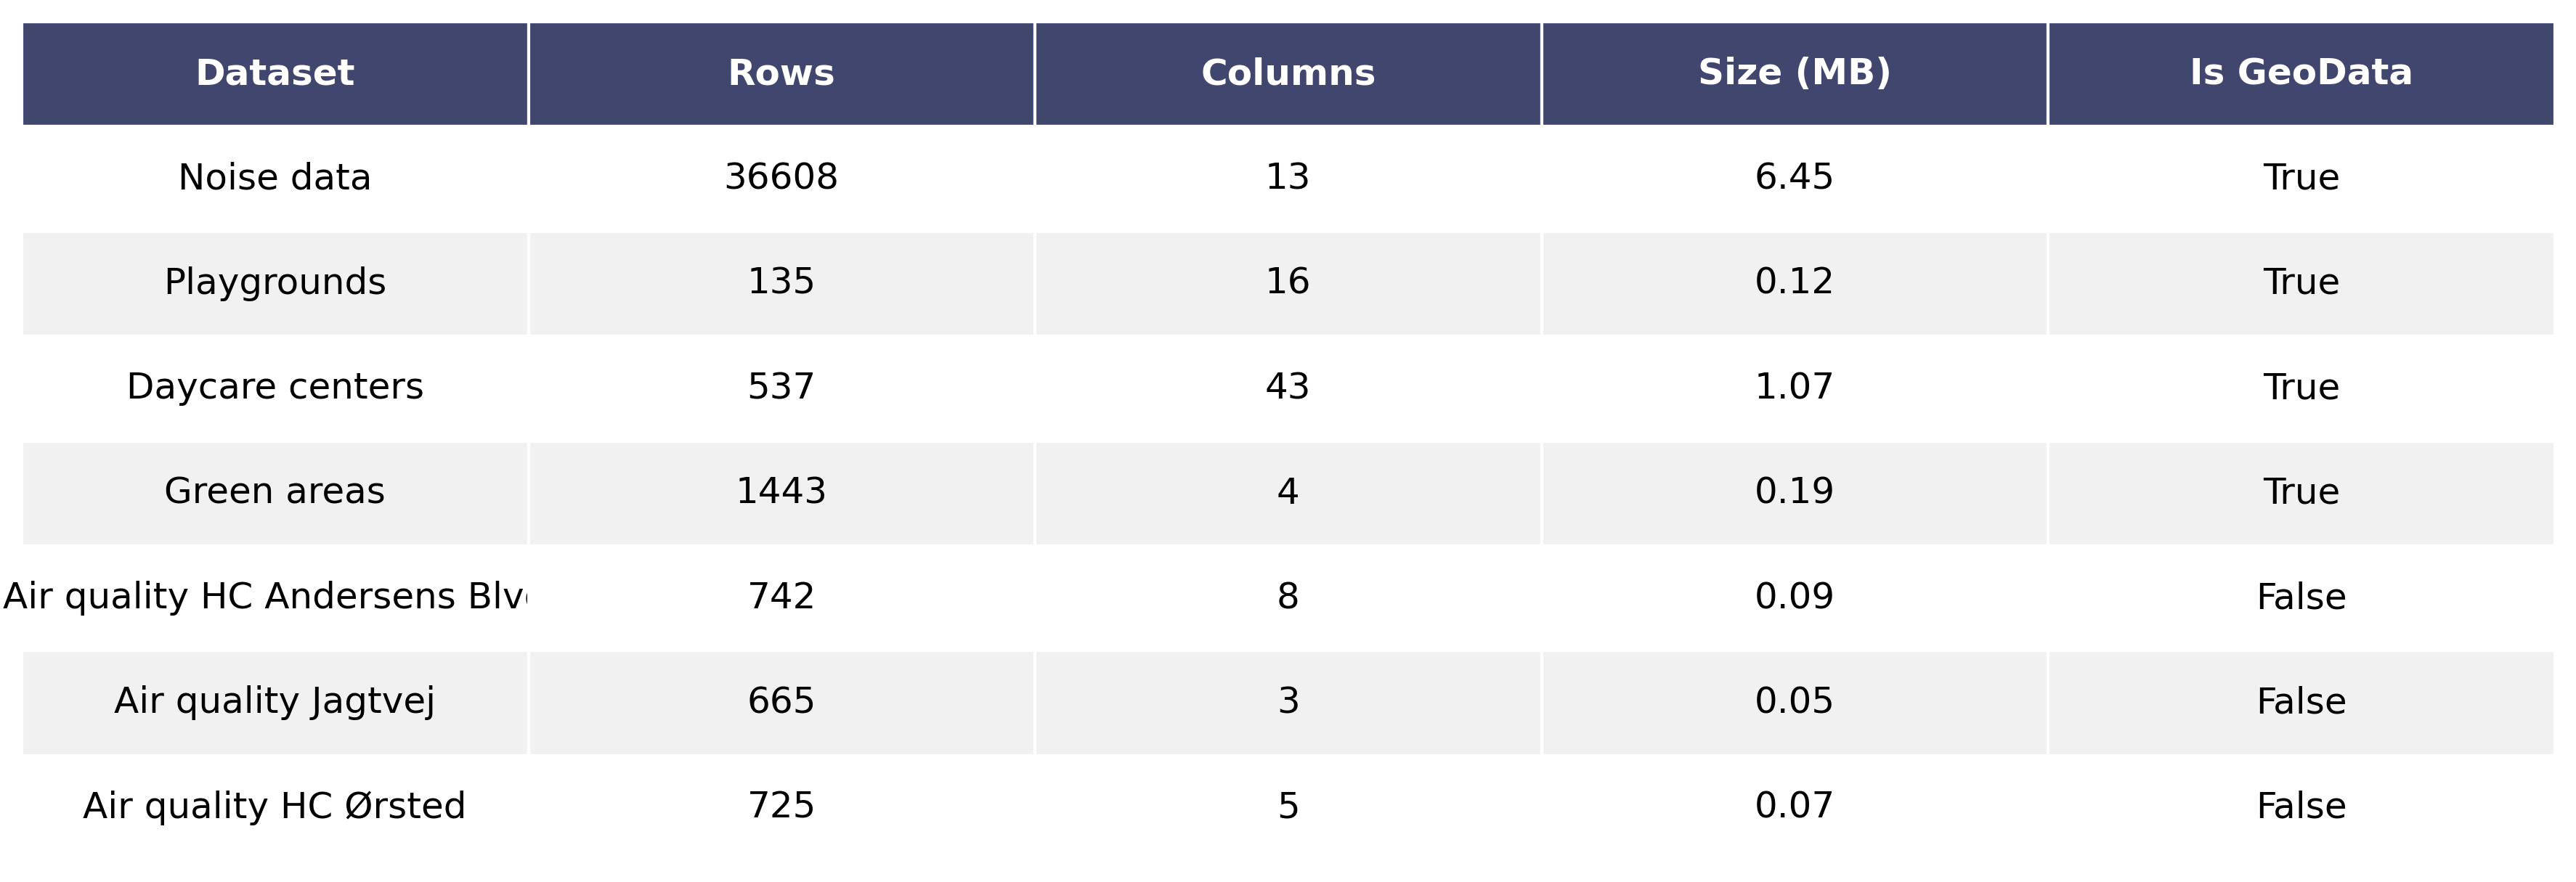 Dataset Rows Columns Size (MB) Is GeoData
Noise data 36608 13 6.45 True
Playgrounds 135 16 0.12 True
Daycare centers 537 43 1.07 True
Green areas 1443 4 0.19 True
Air quality HC Andersens 742 8 0.09 False
Air quality Jagtvej 665 3 0.05 False
Air quality HC Ørsted 725 5 0.07 False